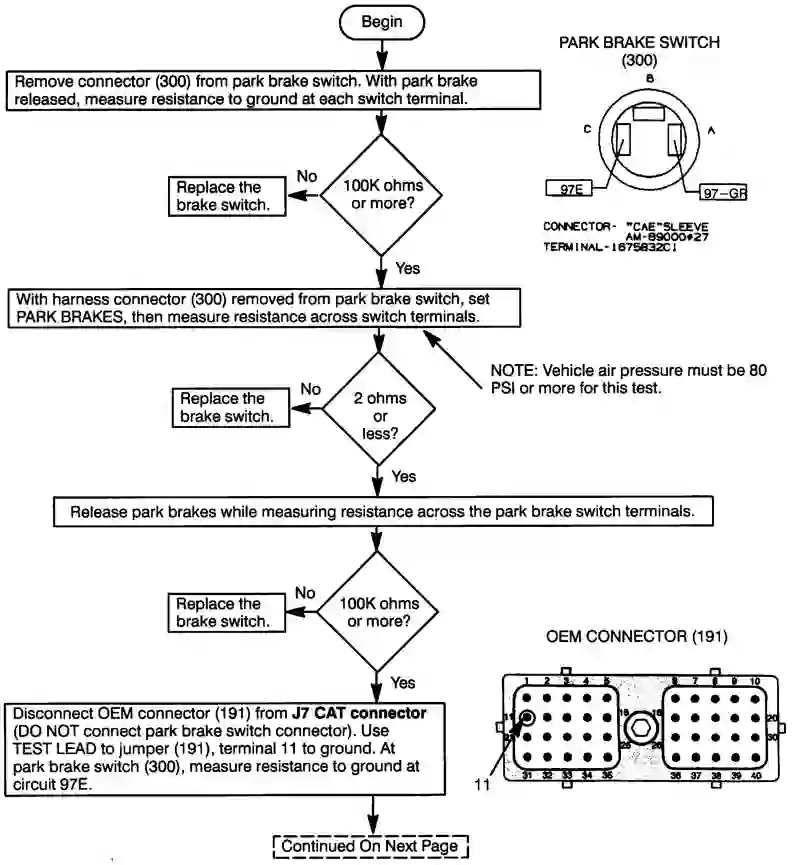 Begin
PARK BRAKE SWITCH
(300)
B
C
A
97E
97-GR
CONNECTOR- "CAE"SLEEVE
AM-89000#27
TERMINAL-1675832C1
Remove connector (300) from park brake switch. With park brake
released, measure resistance to ground at each switch terminal.
100K ohms
or more?
No
Replace the
brake switch.
Yes
With harness connector (300) removed from park brake switch, set
PARK BRAKES, then measure resistance across switch terminals.
NOTE: Vehicle air pressure must be 80
PSI or more for this test.
2 ohms
or
less?
No
Replace the
brake switch.
Yes
Release park brakes while measuring resistance across the park brake switch terminals.
100K ohms
or more?
No
Replace the
brake switch.
Yes
Disconnect OEM connector (191) from J7 CAT connector
(DO NOT connect park brake switch connector). Use
TEST LEAD to jumper (191), terminal 11 to ground. At
park brake switch (300), measure resistance to ground at
circuit 97E.
Continued On Next Page
OEM CONNECTOR (191)
1 2 3 4 5 6 7 8 9 10
11 15 16 20
21 25 26 30
31 32 33 34 35 36 37 38 39 40
11